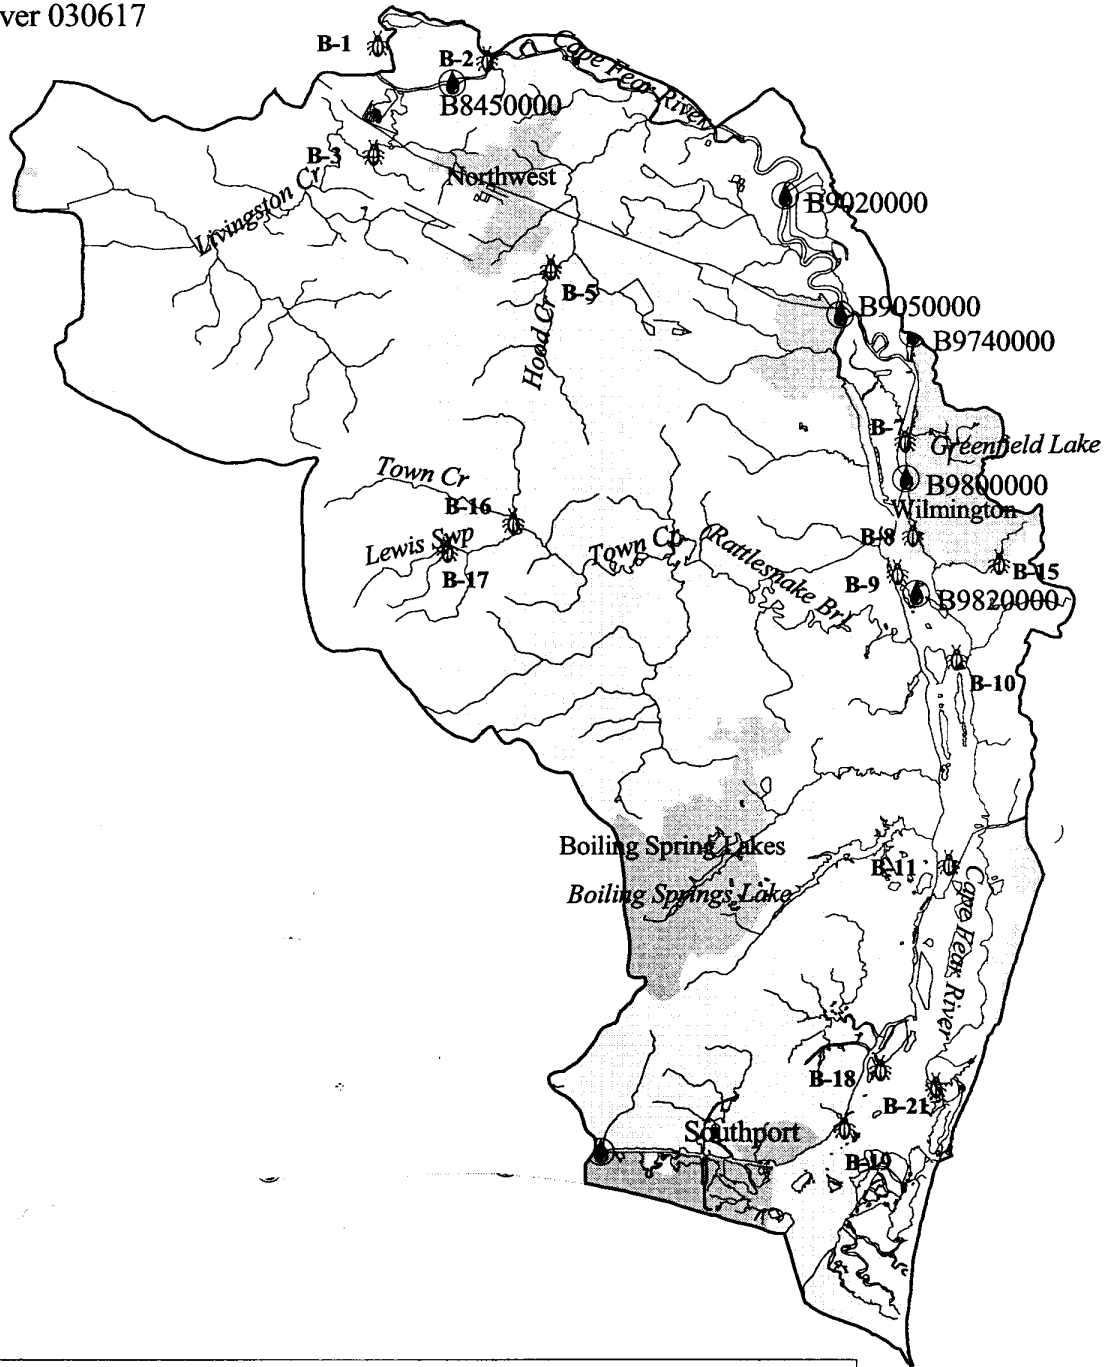 ver 030617
B-1
B-2
Cape Fear River
B8450000
B-3
Northwest
Livingston Cr
B9020000
B-5
Hood Cr
B9050000
B9740000
B-7
Greenfield Lake
Town Cr
B9800000
B-16
Wilmington
Lewis Swp
Town Cr
Rattlesnake Br
B-8
B-17
B-9
B-15
B9820000
B-10
Boiling Spring Lakes
B-11
Boiling Springs Lake
Cape Fear River
B-18
B-21
Southport
B-19